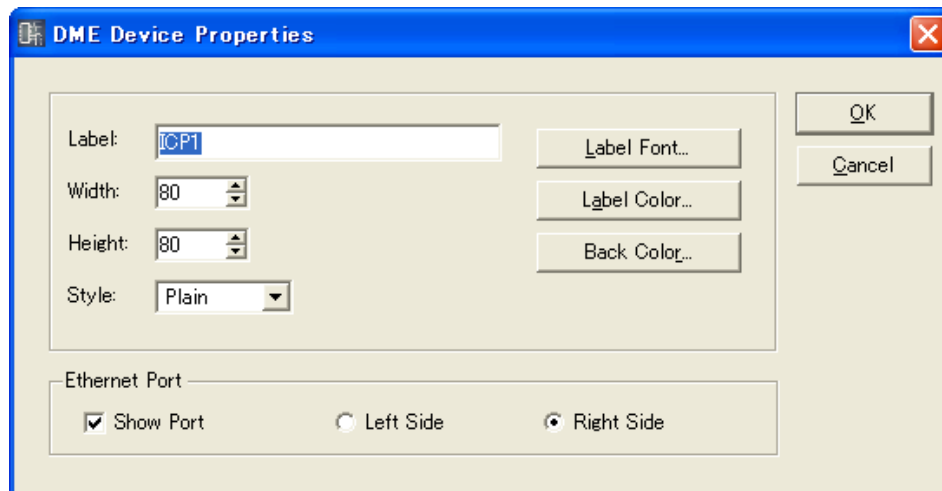 DME Device Properties
Label: ICP1
Label Font...
OK
Width: 80
Label Color...
Cancel
Height: 80
Back Color...
Style: Plain
Ethernet Port
Show Port Left Side Right Side